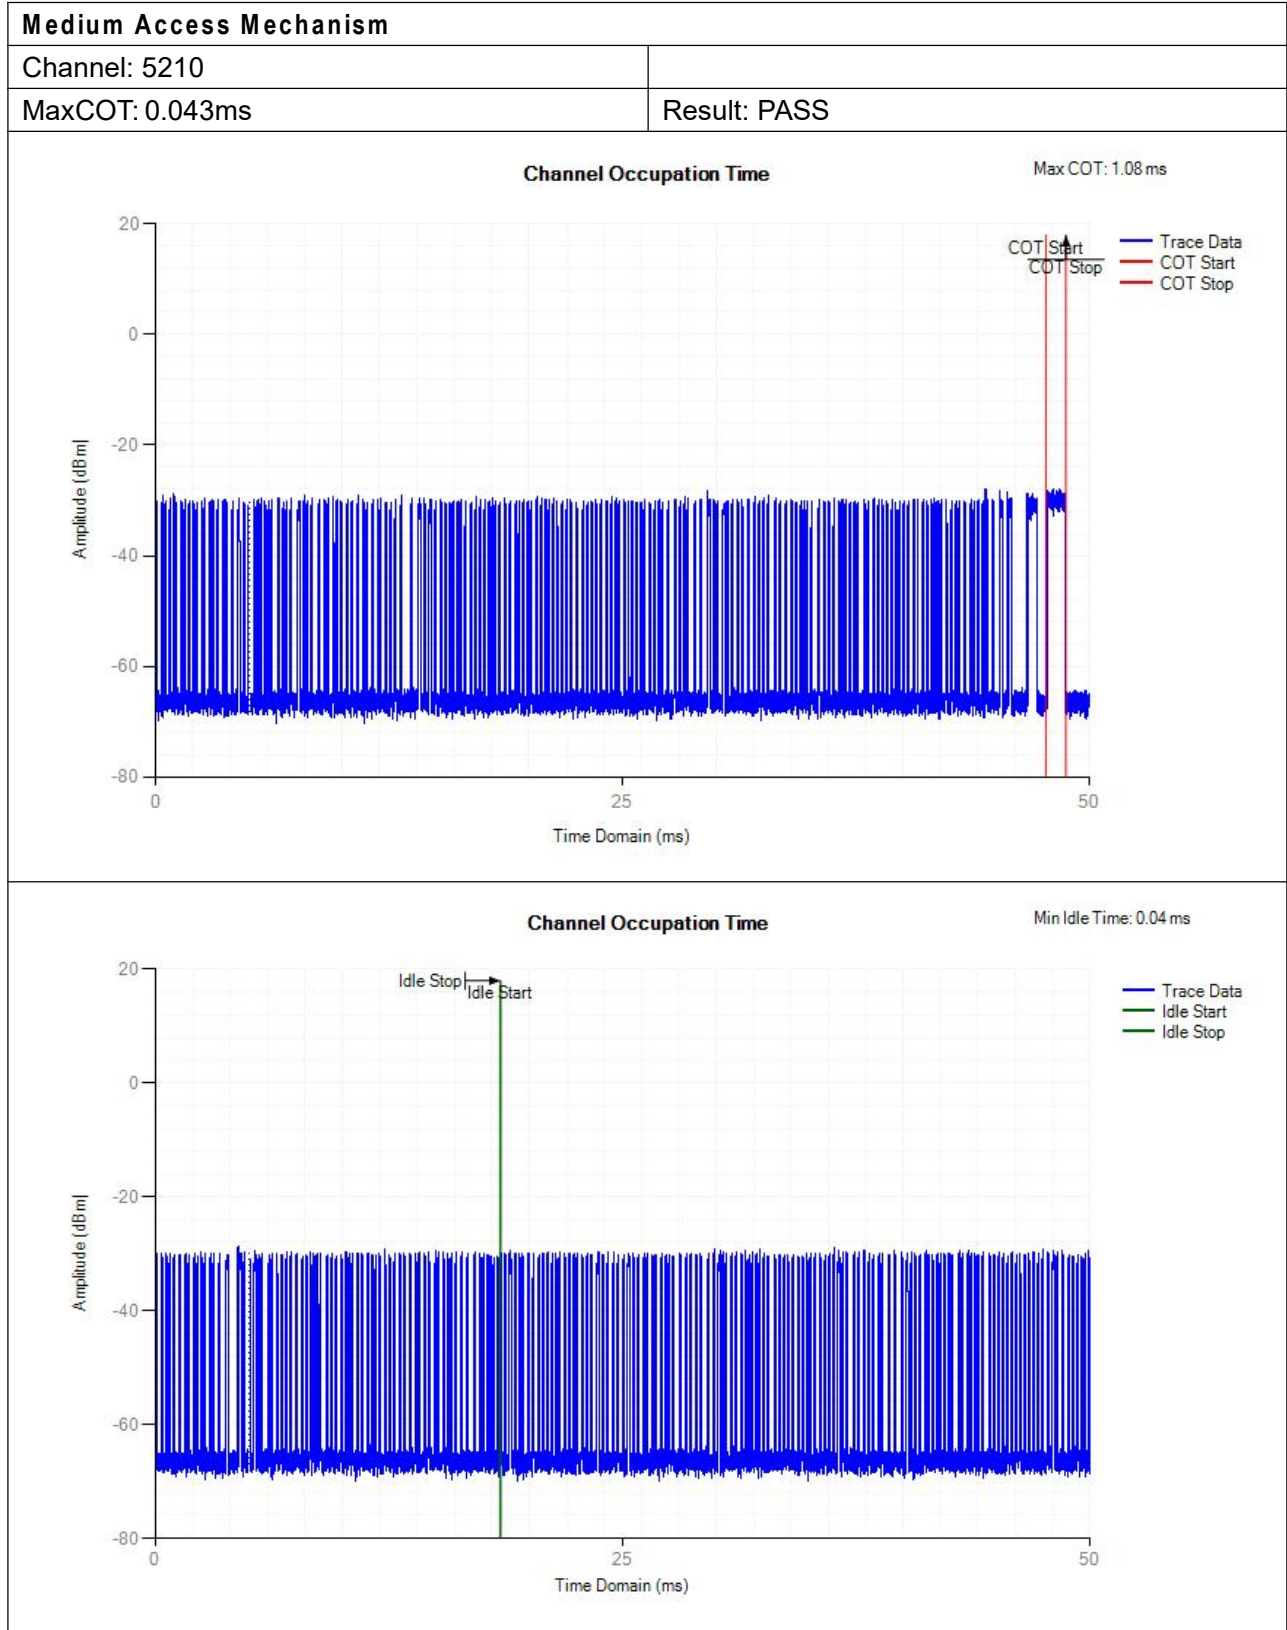 Medium Access Mechanism
Channel: 5210
MaxCOT: 0.043ms Result: PASS
Channel Occupation Time
Max COT: 1.08 ms
20
0
-20
-40
-60
-80
Amplitude (dBm)
COT Start
COT Stop
Trace Data
COT Start
COT Stop
0 25 50
Time Domain (ms)
Channel Occupation Time
Min Idle Time: 0.04 ms
20
0
-20
-40
-60
-80
Amplitude (dBm)
Idle Stop
Idle Start
Trace Data
Idle Start
Idle Stop
0 25 50
Time Domain (ms)